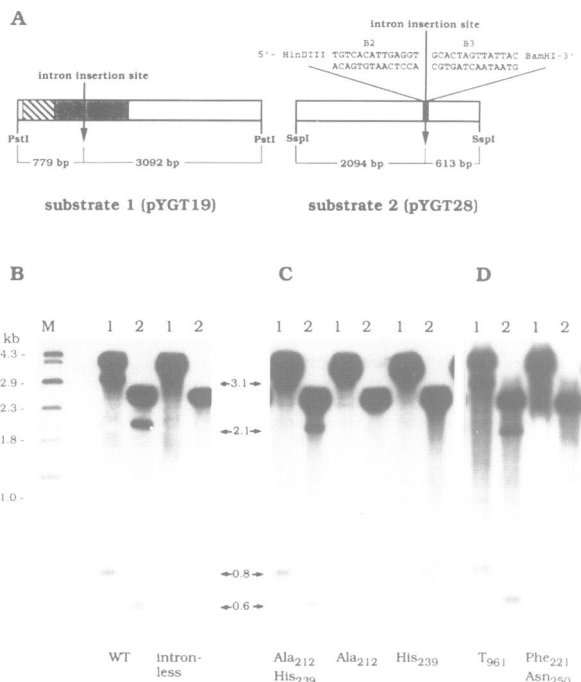 A
intron insertion site
B2 B3
5'- HinDIII TGTCACATTGAGGT GCACTAGTTATTAC BamHI-3'
ACAGTGTAACTCCA CGTGATCAATAATG
intron insertion site
PstI PstI SspI SspI
779 bp 3092 bp 2094 bp 613 bp
substrate 1 (pYGT19) substrate 2 (pYGT28)
B C D
M 1 2 1 2 1 2 1 2 1 2 1 2 1 2
kb
4.3 -
2.9 -
3.1
2.3 -
2.1
1.8 -
1.0 -
0.8
0.6
WT intron-less Ala212 His239 Ala212 His239 T961 Phe221 Asn250